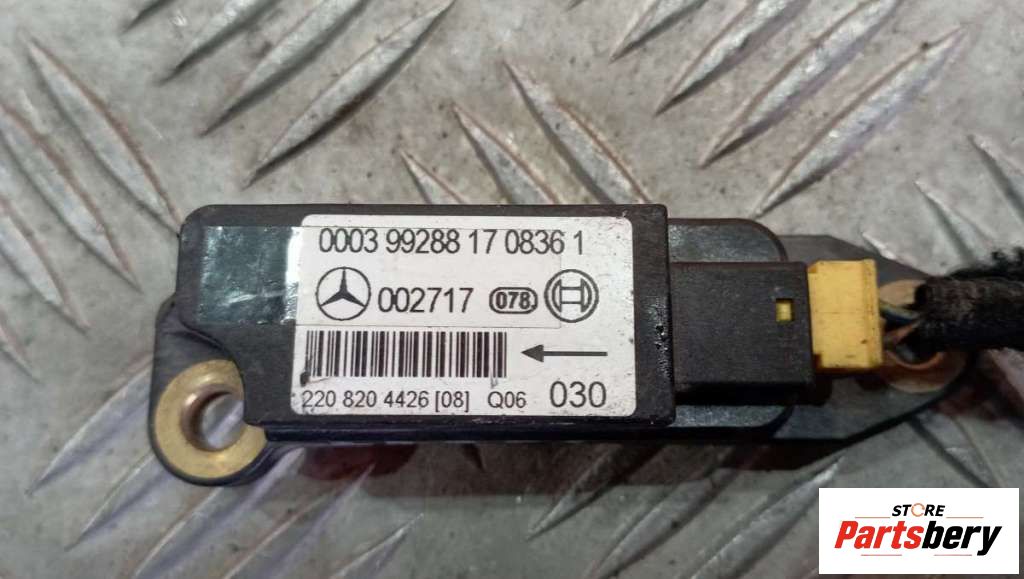 0003 99288 17 0836 1
002717 078
220 820 4426 [08] Q06 030
STORE
Partsbery